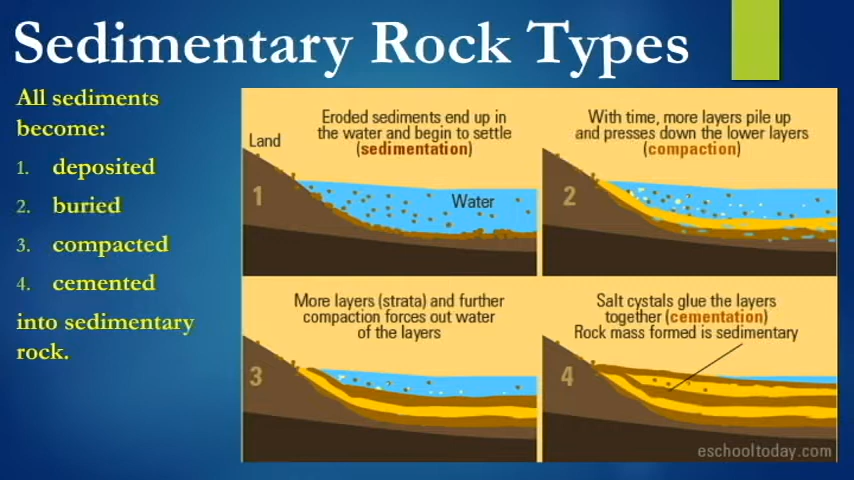 Sedimentary Rock Types
All sediments
become:
1. deposited
2. buried
3. compacted
4. cemented
into sedimentary
rock.
Eroded sediments end up in
the water and begin to settle
(sedimentation)
Land
1
Water
With time, more layers pile up
and presses down the lower layers
(compaction)
2
More layers (strata) and further
compaction forces out water
of the layers
3
Salt cystals glue the layers
together (cementation)
Rock mass formed is sedimentary
4
eschooltoday.com